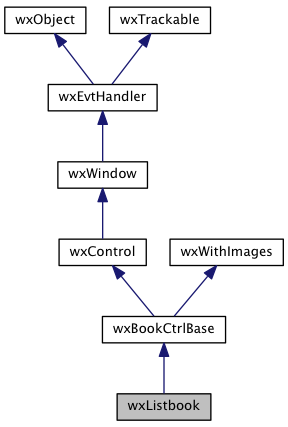 wxObject
wxTrackable
wxEvtHandler
wxWindow
wxControl
wxWithImages
wxBookCtrlBase
wxListbook